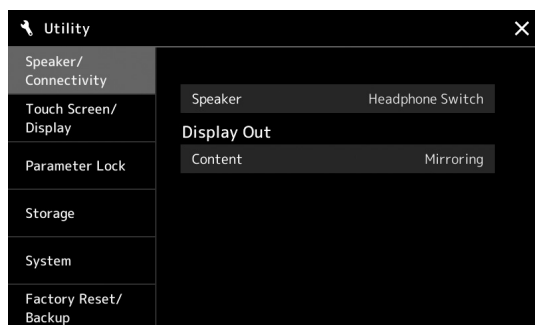 Utility
Speaker/
Connectivity
Touch Screen/
Display
Parameter Lock
Storage
System
Factory Reset/
Backup
Speaker Headphone Switch
Display Out
Content Mirroring